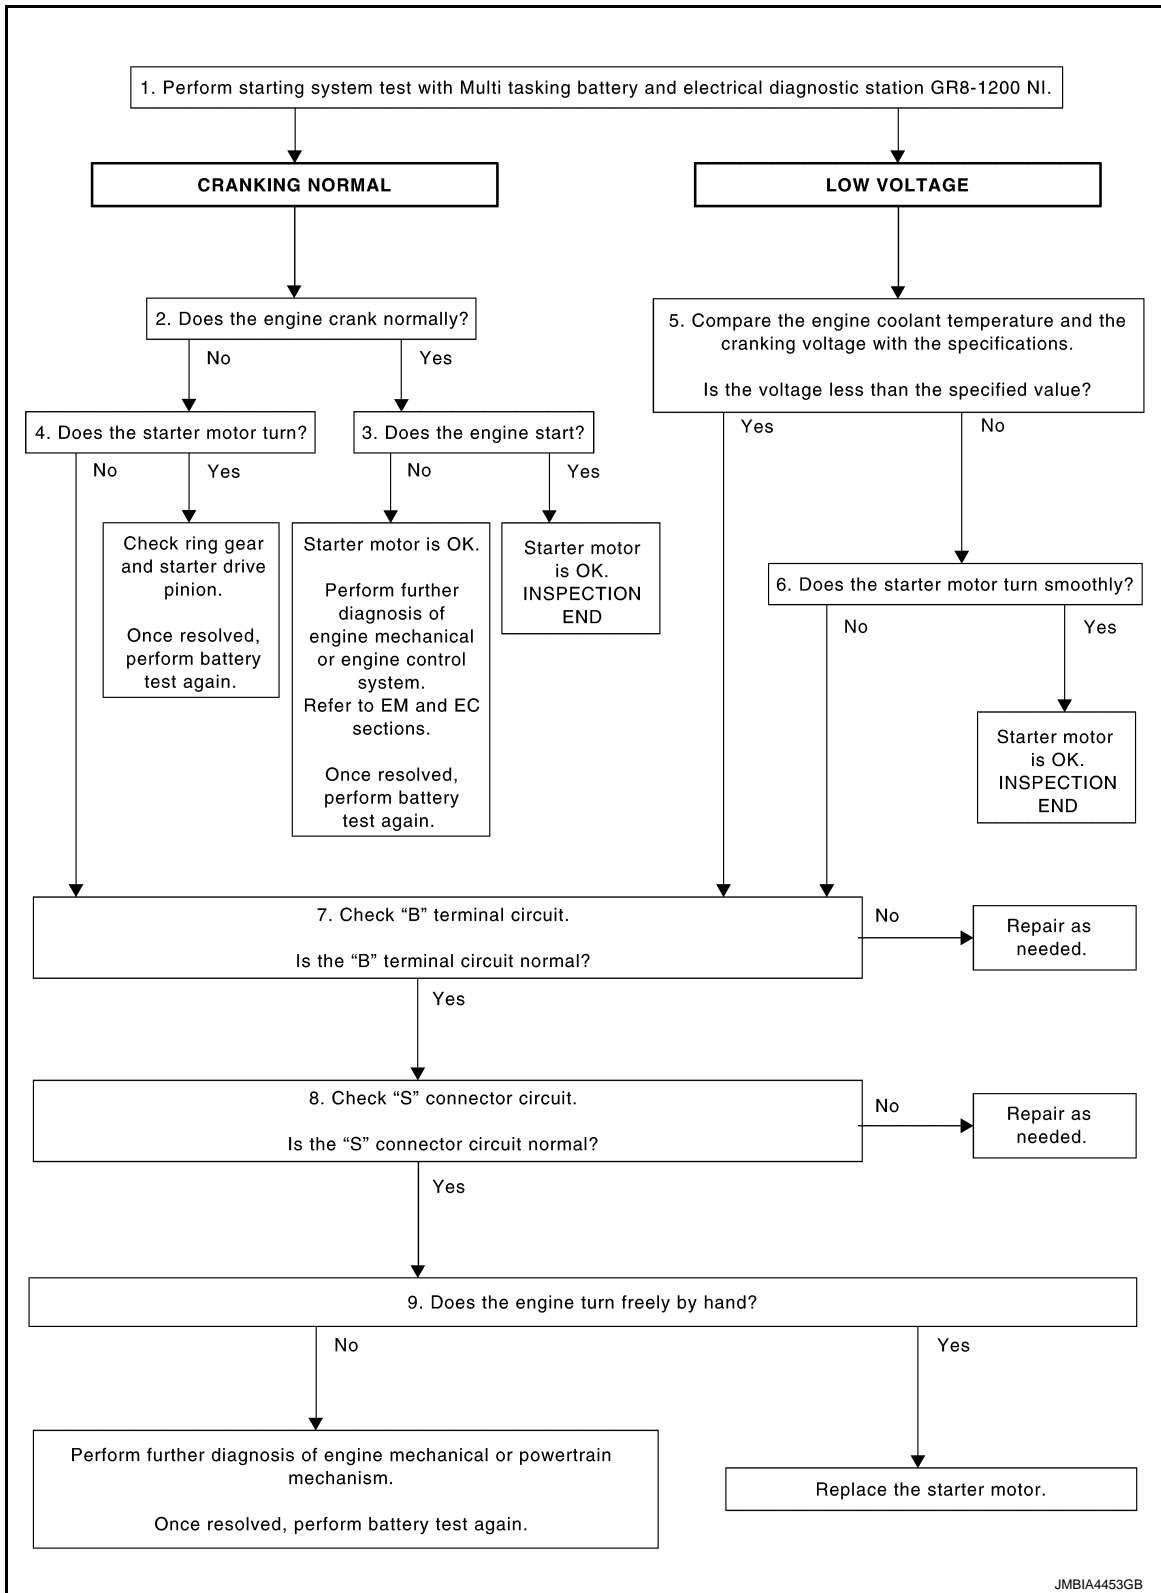 1. Perform starting system test with Multi tasking battery and electrical diagnostic station GR8-1200 NI.
CRANKING NORMAL
LOW VOLTAGE
2. Does the engine crank normally?
No
Yes
5. Compare the engine coolant temperature and the
cranking voltage with the specifications.
Is the voltage less than the specified value?
Yes
No
4. Does the starter motor turn?
No
Yes
3. Does the engine start?
No
Yes
Check ring gear
and starter drive
pinion.
Once resolved,
perform battery
test again.
Starter motor is OK.
Perform further
diagnosis of
engine mechanical
or engine control
system.
Refer to EM and EC
sections.
Once resolved,
perform battery
test again.
Starter motor
is OK.
INSPECTION
END
6. Does the starter motor turn smoothly?
No
Yes
Starter motor
is OK.
INSPECTION
END
7. Check “B” terminal circuit.
Is the “B” terminal circuit normal?
No
Repair as
needed.
Yes
8. Check “S” connector circuit.
Is the “S” connector circuit normal?
No
Repair as
needed.
Yes
9. Does the engine turn freely by hand?
No
Yes
Perform further diagnosis of engine mechanical or powertrain
mechanism.
Once resolved, perform battery test again.
Replace the starter motor.
JMBIA4453GB